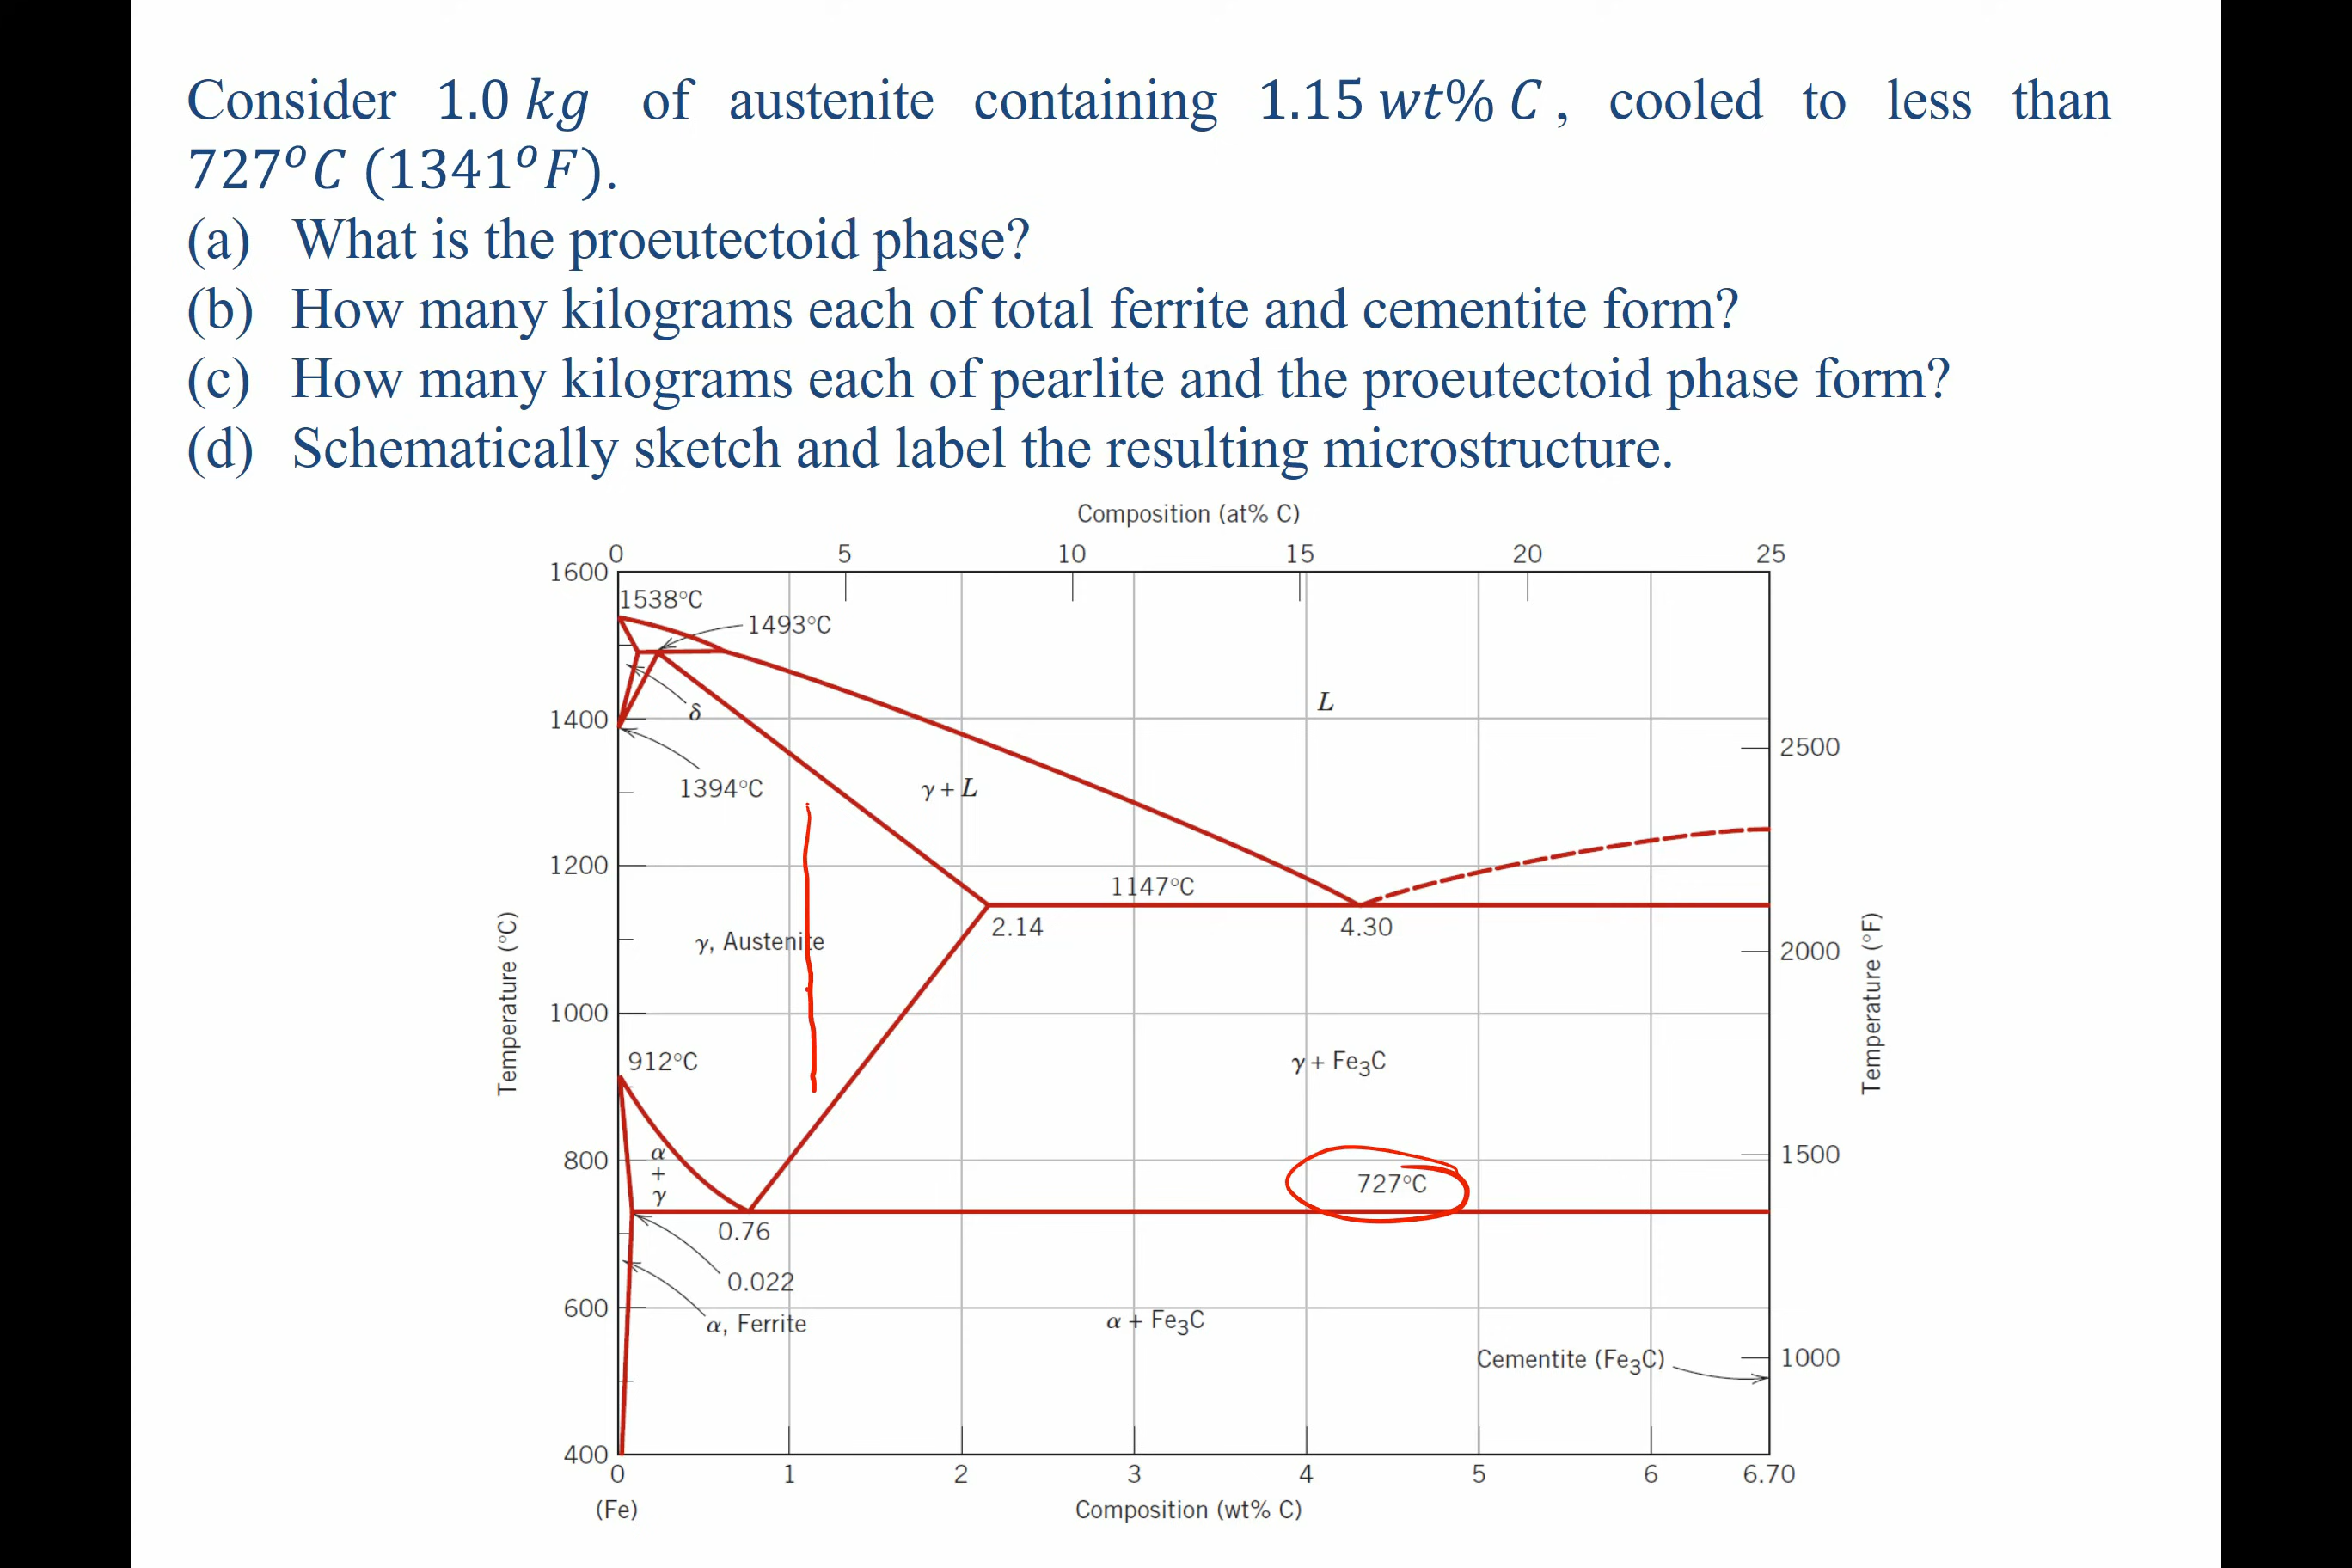 Consider 1.0 kg of austenite containing 1.15 wt% C , cooled to less than
727°C (1341°F).
(a) What is the proeutectoid phase?
(b) How many kilograms each of total ferrite and cementite form?
(c) How many kilograms each of pearlite and the proeutectoid phase form?
(d) Schematically sketch and label the resulting microstructure.
Composition (at% C)
0 5 10 15 20 25
1600
1538°C
1493°C
δ
L
1400
2500
1394°C
γ + L
1200
1147°C
2.14
4.30
γ, Austenite
2000
Temperature (°C)
Temperature (°F)
1000
912°C
γ + Fe₃C
800
α
+
γ
1500
727°C
0.76
0.022
600
α, Ferrite
α + Fe₃C
Cementite (Fe₃C)
1000
400
0 1 2 3 4 5 6 6.70
(Fe)
Composition (wt% C)